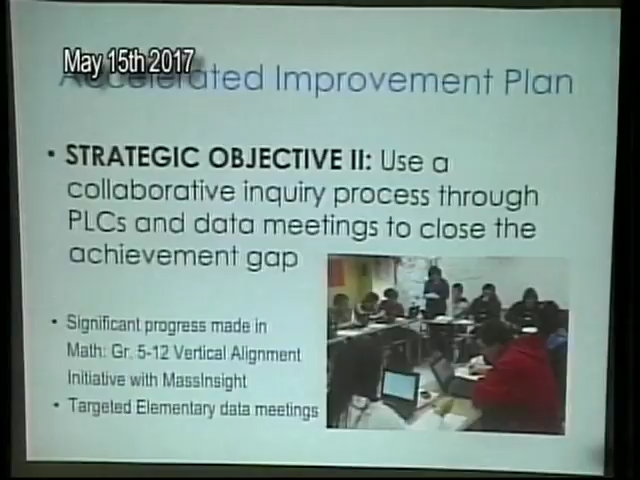 May 15th 2017
Accelerated Improvement Plan
• STRATEGIC OBJECTIVE II: Use a
collaborative inquiry process through
PLCs and data meetings to close the
achievement gap
• Significant progress made in
Math: Gr. 5-12 Vertical Alignment
Initiative with MassInsight
• Targeted Elementary data meetings